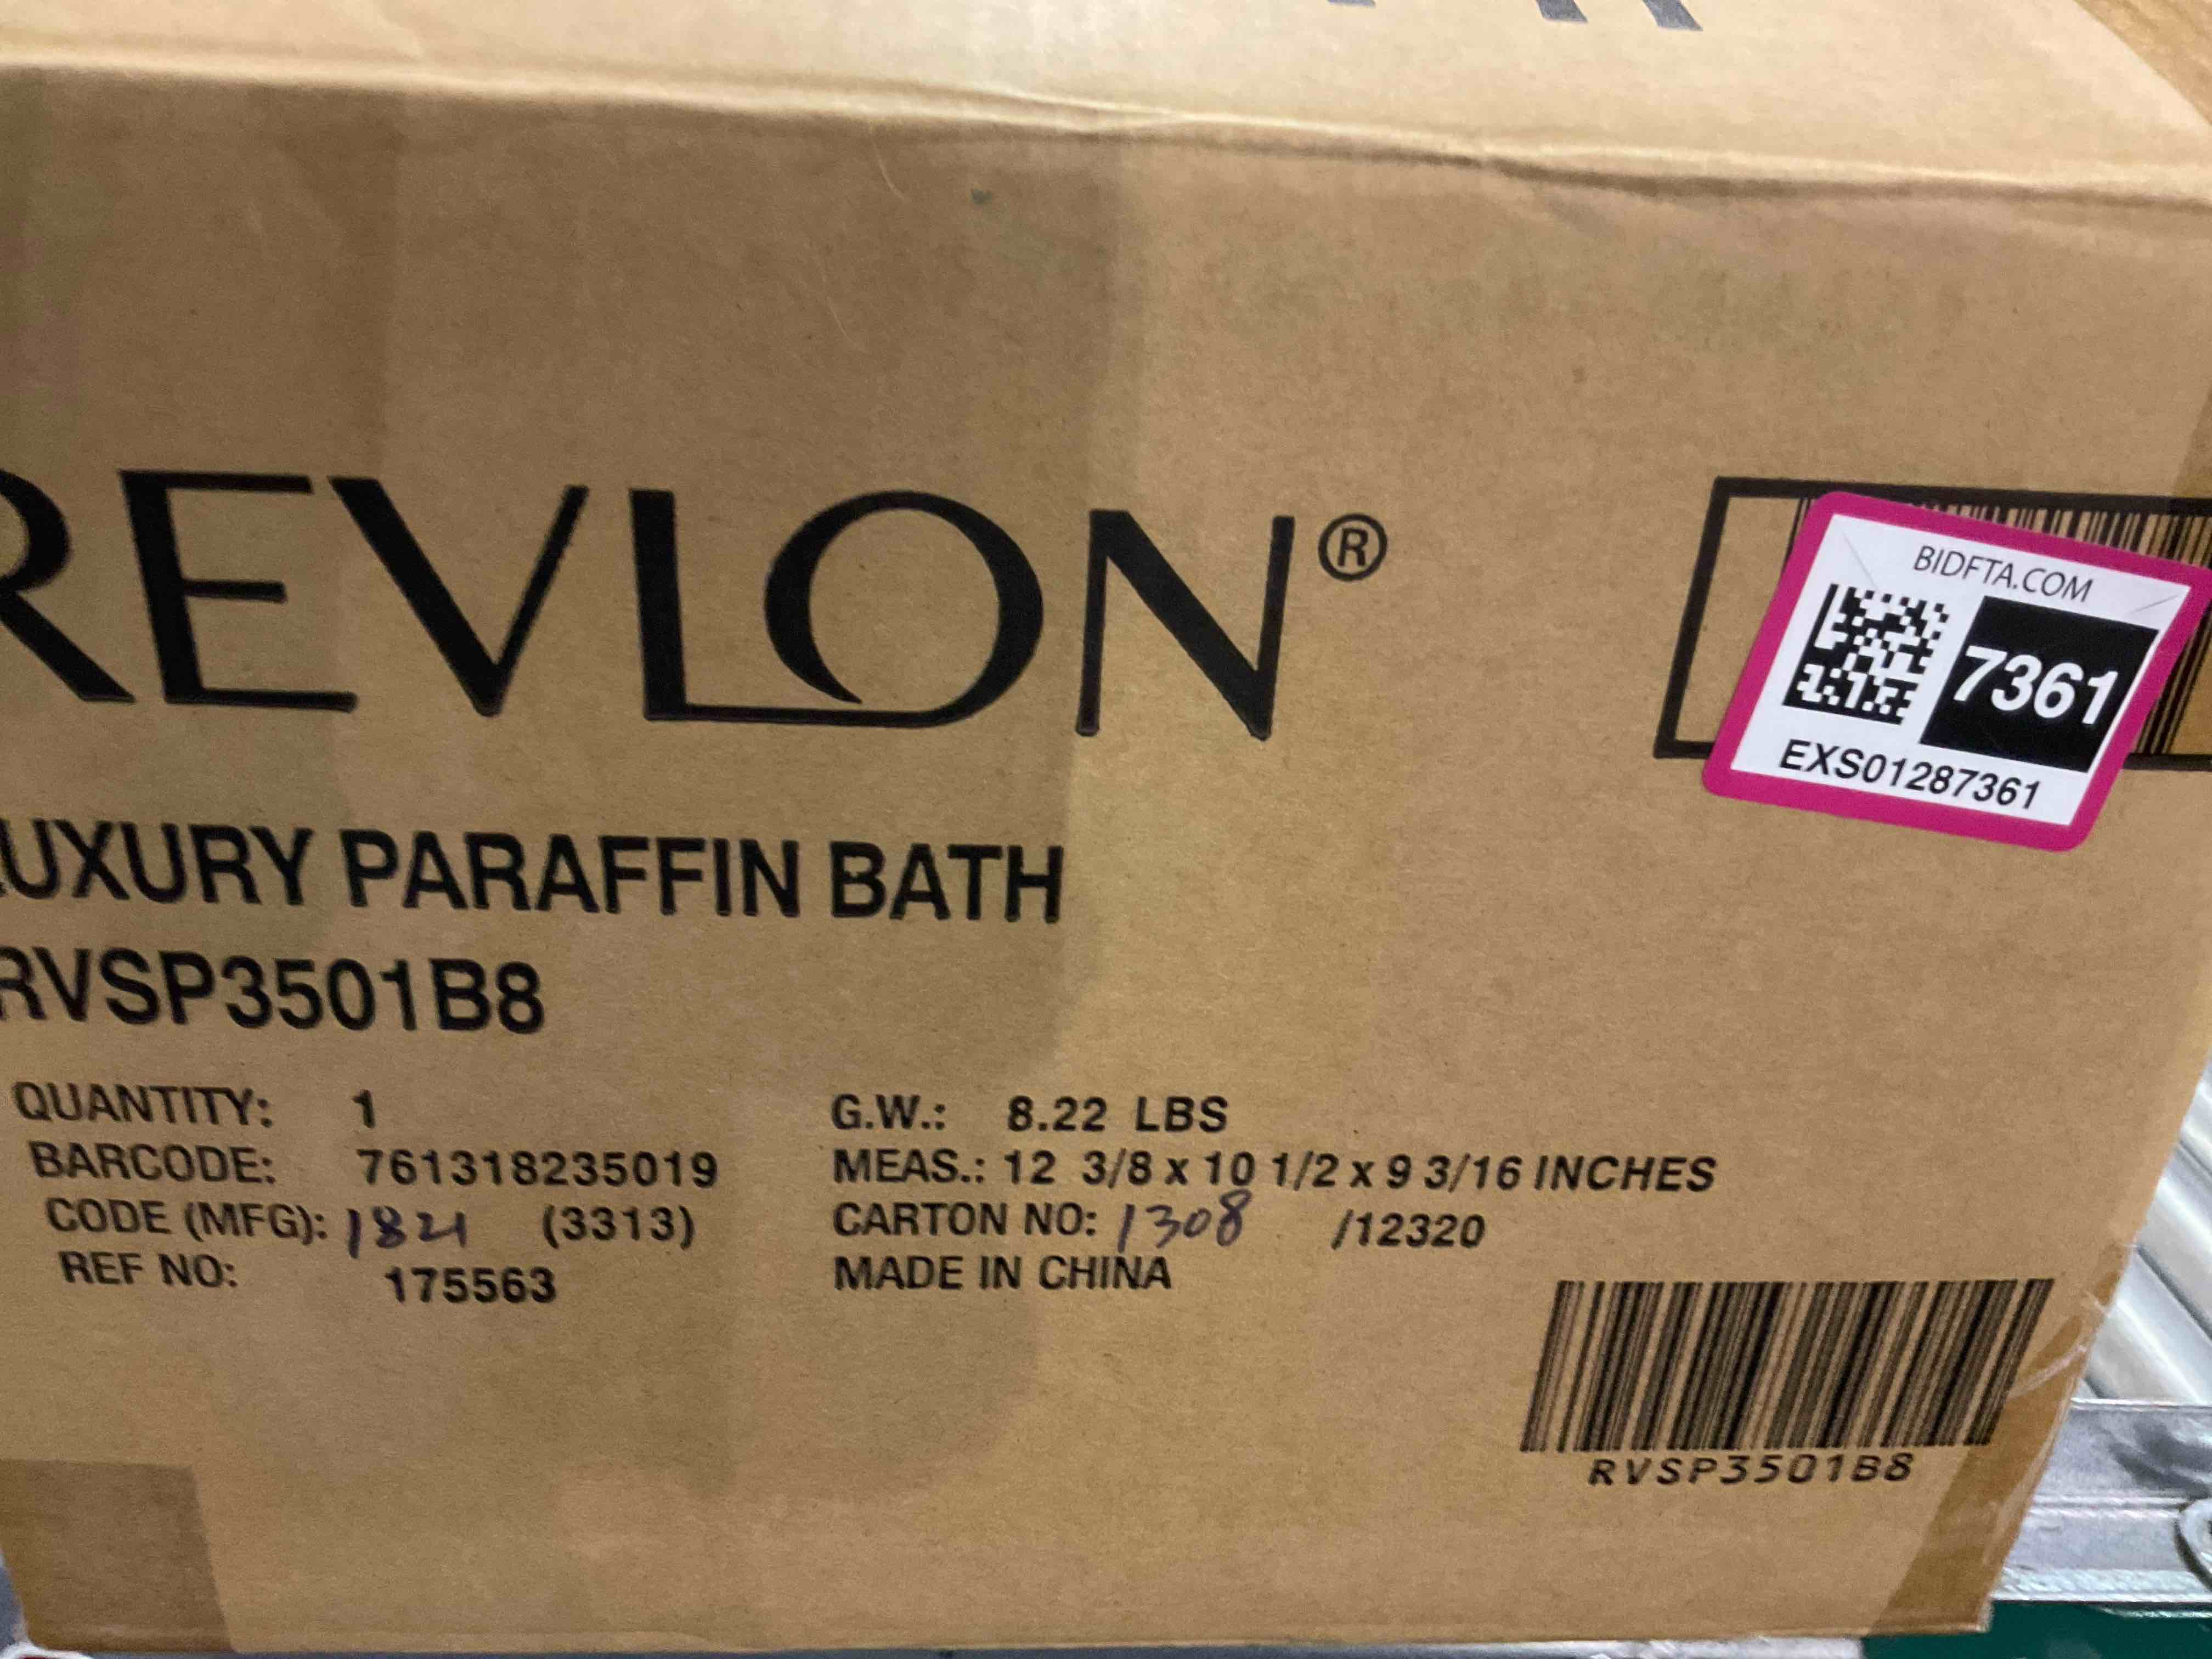 REVLON®
BIDFTA.COM
7361
EXS01287361
LUXURY PARAFFIN BATH
RVSP3501B8
QUANTITY: 1
BARCODE: 761318235019
CODE (MFG): 1821 (3313)
REF NO: 175563
G.W.: 8.22 LBS
MEAS.: 12 3/8 x 10 1/2 x 9 3/16 INCHES
CARTON NO: 1308 /12320
MADE IN CHINA
RVSP3501B8